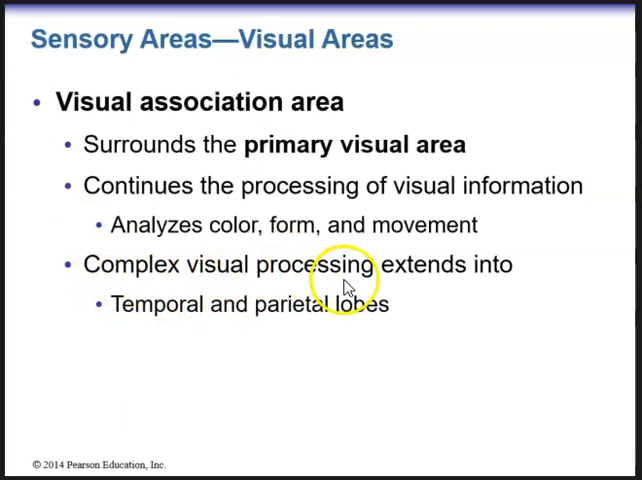 Sensory Areas—Visual Areas
• Visual association area
• Surrounds the primary visual area
• Continues the processing of visual information
• Analyzes color, form, and movement
• Complex visual processing extends into
• Temporal and parietal lobes
© 2014 Pearson Education, Inc.